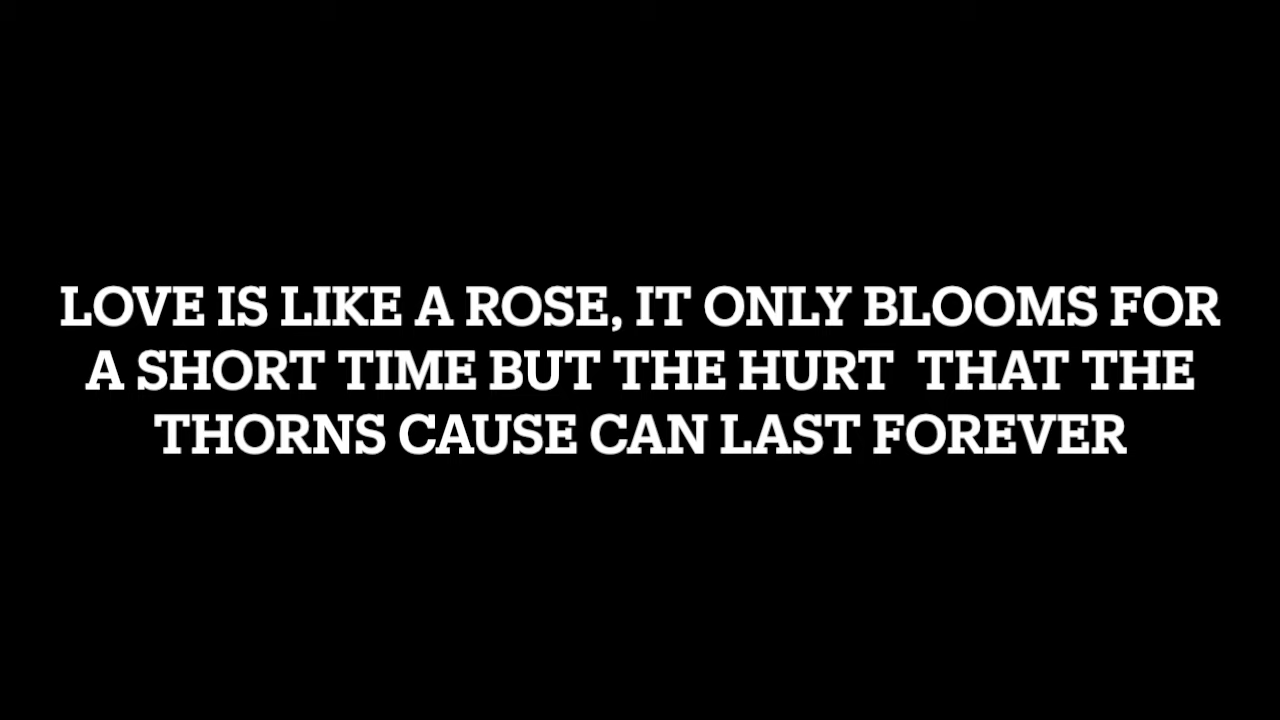 LOVE IS LIKE A ROSE, IT ONLY BLOOMS FOR
A SHORT TIME BUT THE HURT  THAT THE
THORNS CAUSE CAN LAST FOREVER